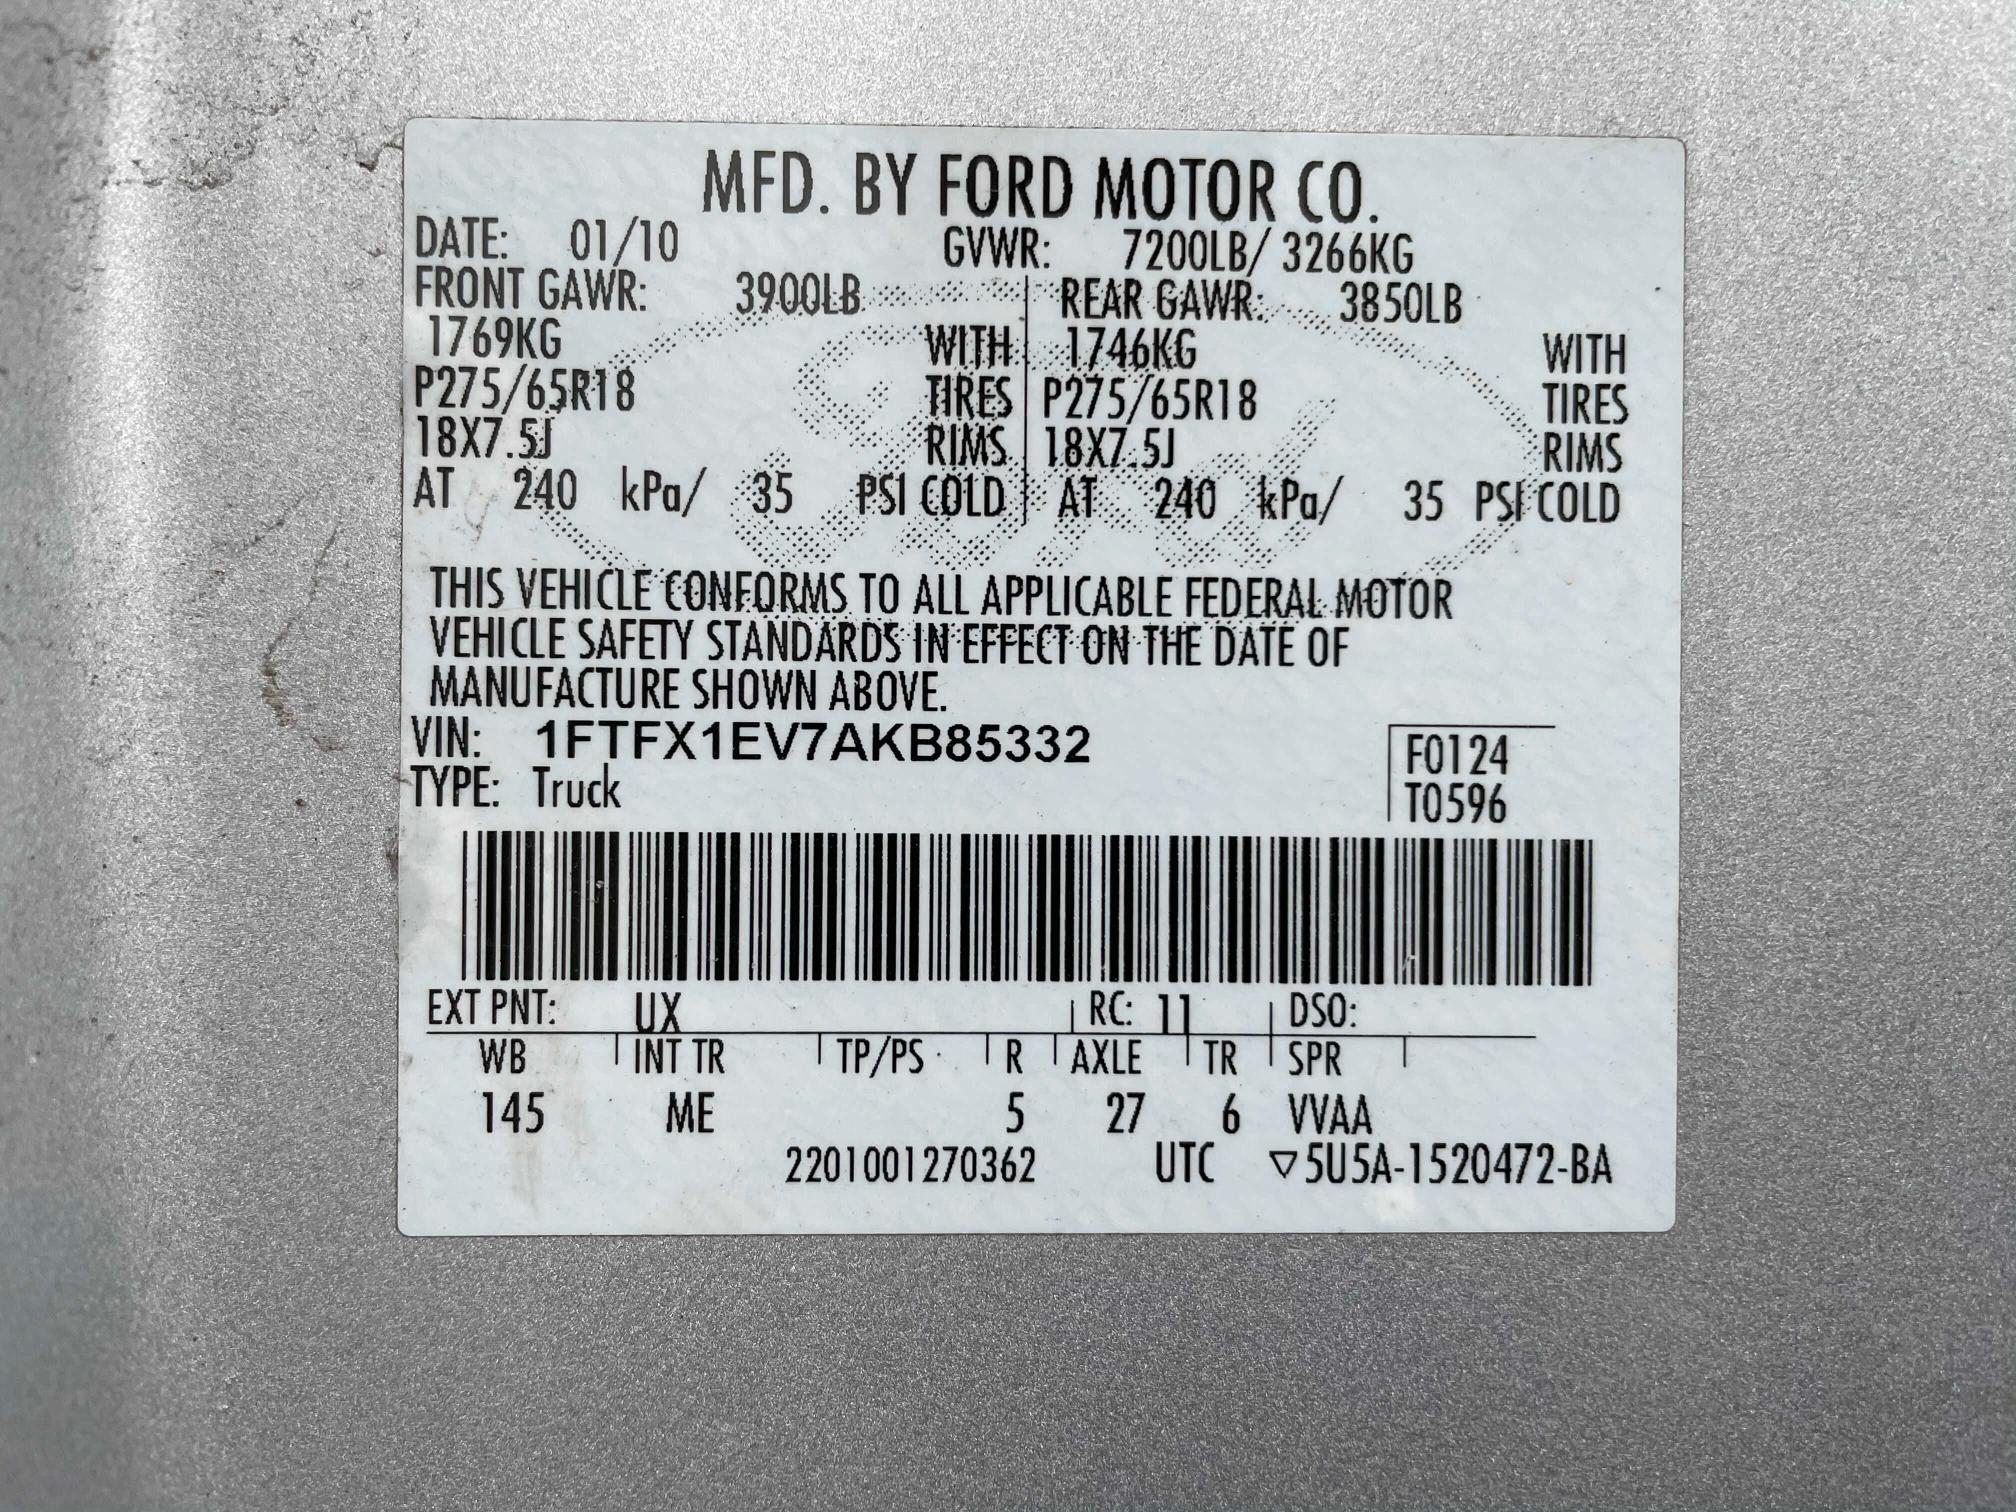 MFD. BY FORD MOTOR CO.
DATE: 01/10 GVWR: 7200LB/ 3266KG
FRONT GAWR: 3900LB REAR GAWR: 3850LB
1769KG WITH 1746KG WITH
P275/65R18 TIRES P275/65R18 TIRES
18X7.5J RIMS 18X7.5J RIMS
AT 240 kPa/ 35 PSI COLD AT 240 kPa/ 35 PSI COLD
Ford
THIS VEHICLE CONFORMS TO ALL APPLICABLE FEDERAL MOTOR
VEHICLE SAFETY STANDARDS IN EFFECT ON THE DATE OF
MANUFACTURE SHOWN ABOVE.
VIN: 1FTFX1EV7AKB85332 F0124
TYPE: Truck T0596
EXT PNT: UX RC: 11 DSO:
WB INT TR TP/PS R AXLE TR SPR
145 ME 5 27 6 VVAA
2201001270362 UTC ▽5U5A-1520472-BA